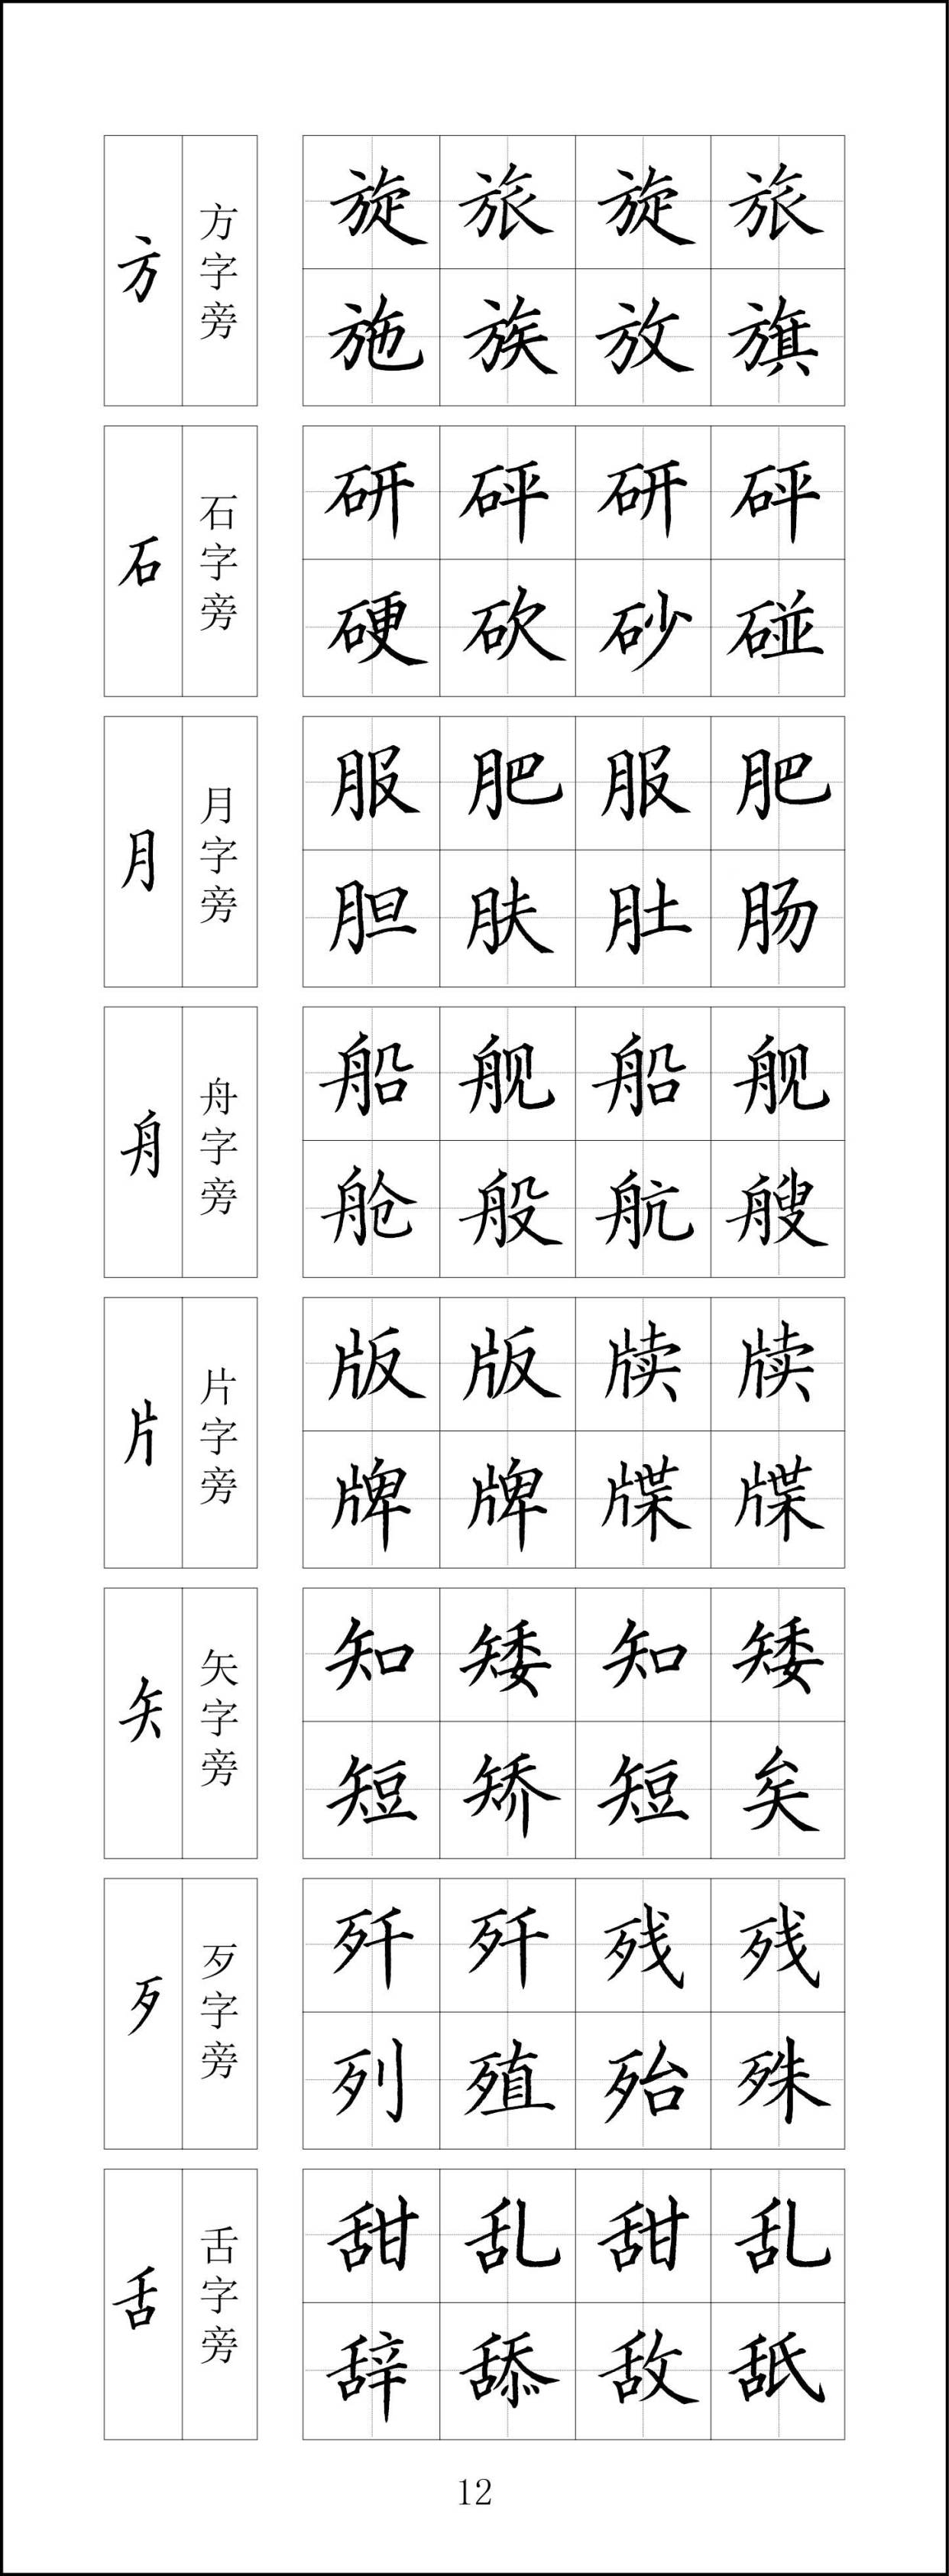 方 方字旁
旋旅旋旅
施族放旗
石 石字旁
研砰研砰
硬砍砂碰
月 月字旁
服肥服肥
胆肤肚肠
舟 舟字旁
船舰船舰
舱般航艘
片 片字旁
版版牍牍
牌牌牒牒
矢 矢字旁
知矮知矮
短矫短矣
歹 歹字旁
歼歼残残
列殖殆殊
舌 舌字旁
甜乱甜乱
辞舔敌舐
12